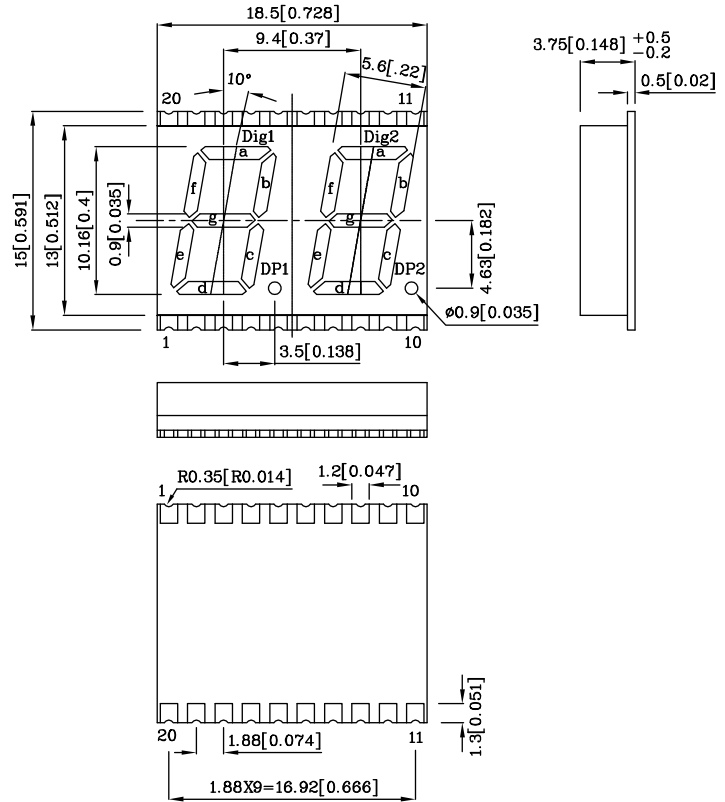 18.5[0.728]
9.4[0.37]
3.75[0.148] +0.5 −0.2
5.6[.22]
10°
0.5[0.02]
20
11
Dig1
Dig2
a
a
f
b
f
b
g
g
e
c
e
c
d
d
DP1
DP2
15[0.591]
13[0.512]
10.16[0.4]
0.9[0.035]
4.63[0.182]
ø0.9[0.035]
1
10
3.5[0.138]
R0.35[R0.014]
1.2[0.047]
1
10
20
11
1.88[0.074]
1.3[0.051]
1.88X9=16.92[0.666]